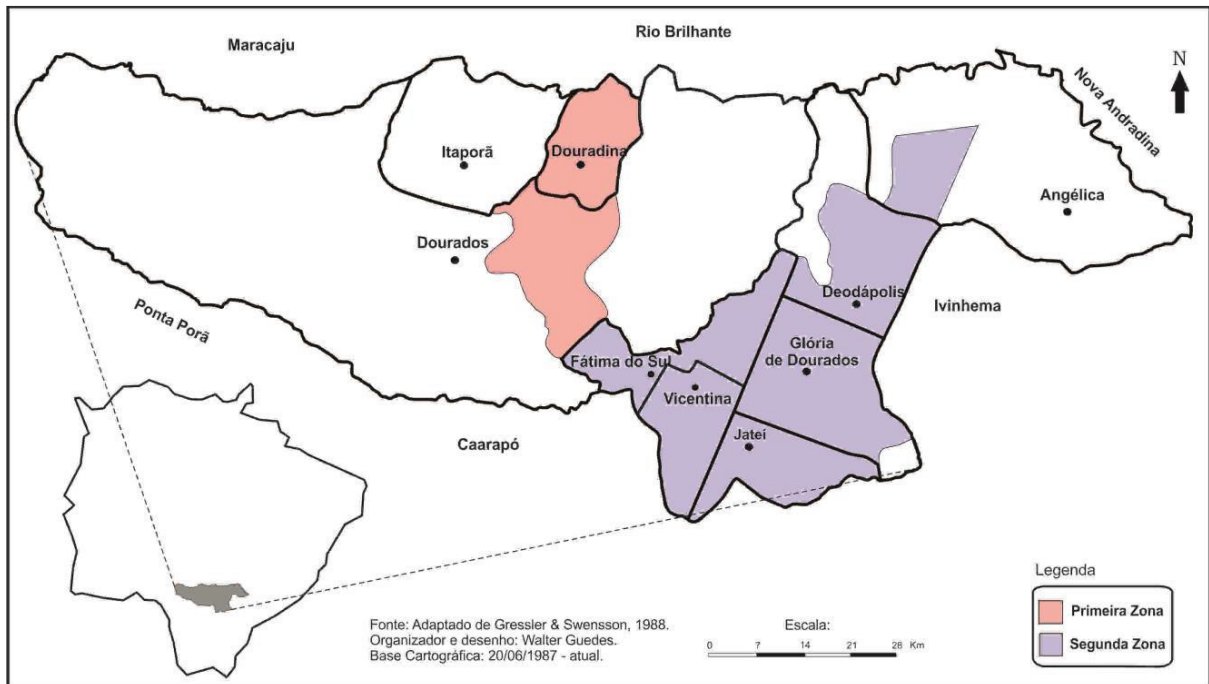 Maracaju
Rio Brilhante
N
Nova Andradina
Itaporã
Douradina
Angélica
Dourados
Deodápolis
Ivinhema
Ponta Porã
Glória
de Dourados
Fátima do Sul
Vicentina
Caarapó
Jateí
Legenda
Primeira Zona
Segunda Zona
Fonte: Adaptado de Gressler & Swensson, 1988.
Organizador e desenho: Walter Guedes.
Base Cartográfica: 20/06/1987 - atual.
Escala:
0 7 14 21 28 Km